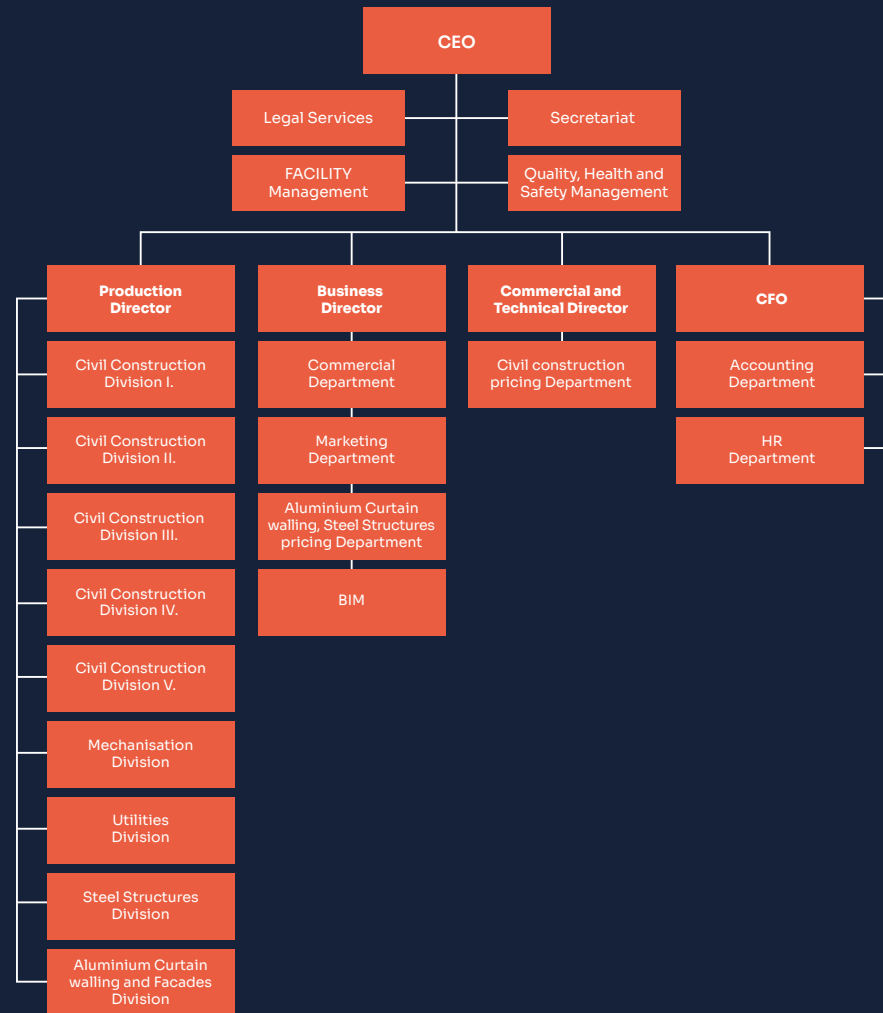 CEO
Legal Services
Secretariat
FACILITY
Management
Quality, Health and
Safety Management
Production
Director
Civil Construction
Division I.
Civil Construction
Division II.
Civil Construction
Division III.
Civil Construction
Division IV.
Civil Construction
Division V.
Mechanisation
Division
Utilities
Division
Steel Structures
Division
Aluminium Curtain
walling and Facades
Division
Business
Director
Commercial
Department
Marketing
Department
Aluminium Curtain
walling, Steel Structures
pricing Department
BIM
Commercial and
Technical Director
Civil construction
pricing Department
CFO
Accounting
Department
HR
Department